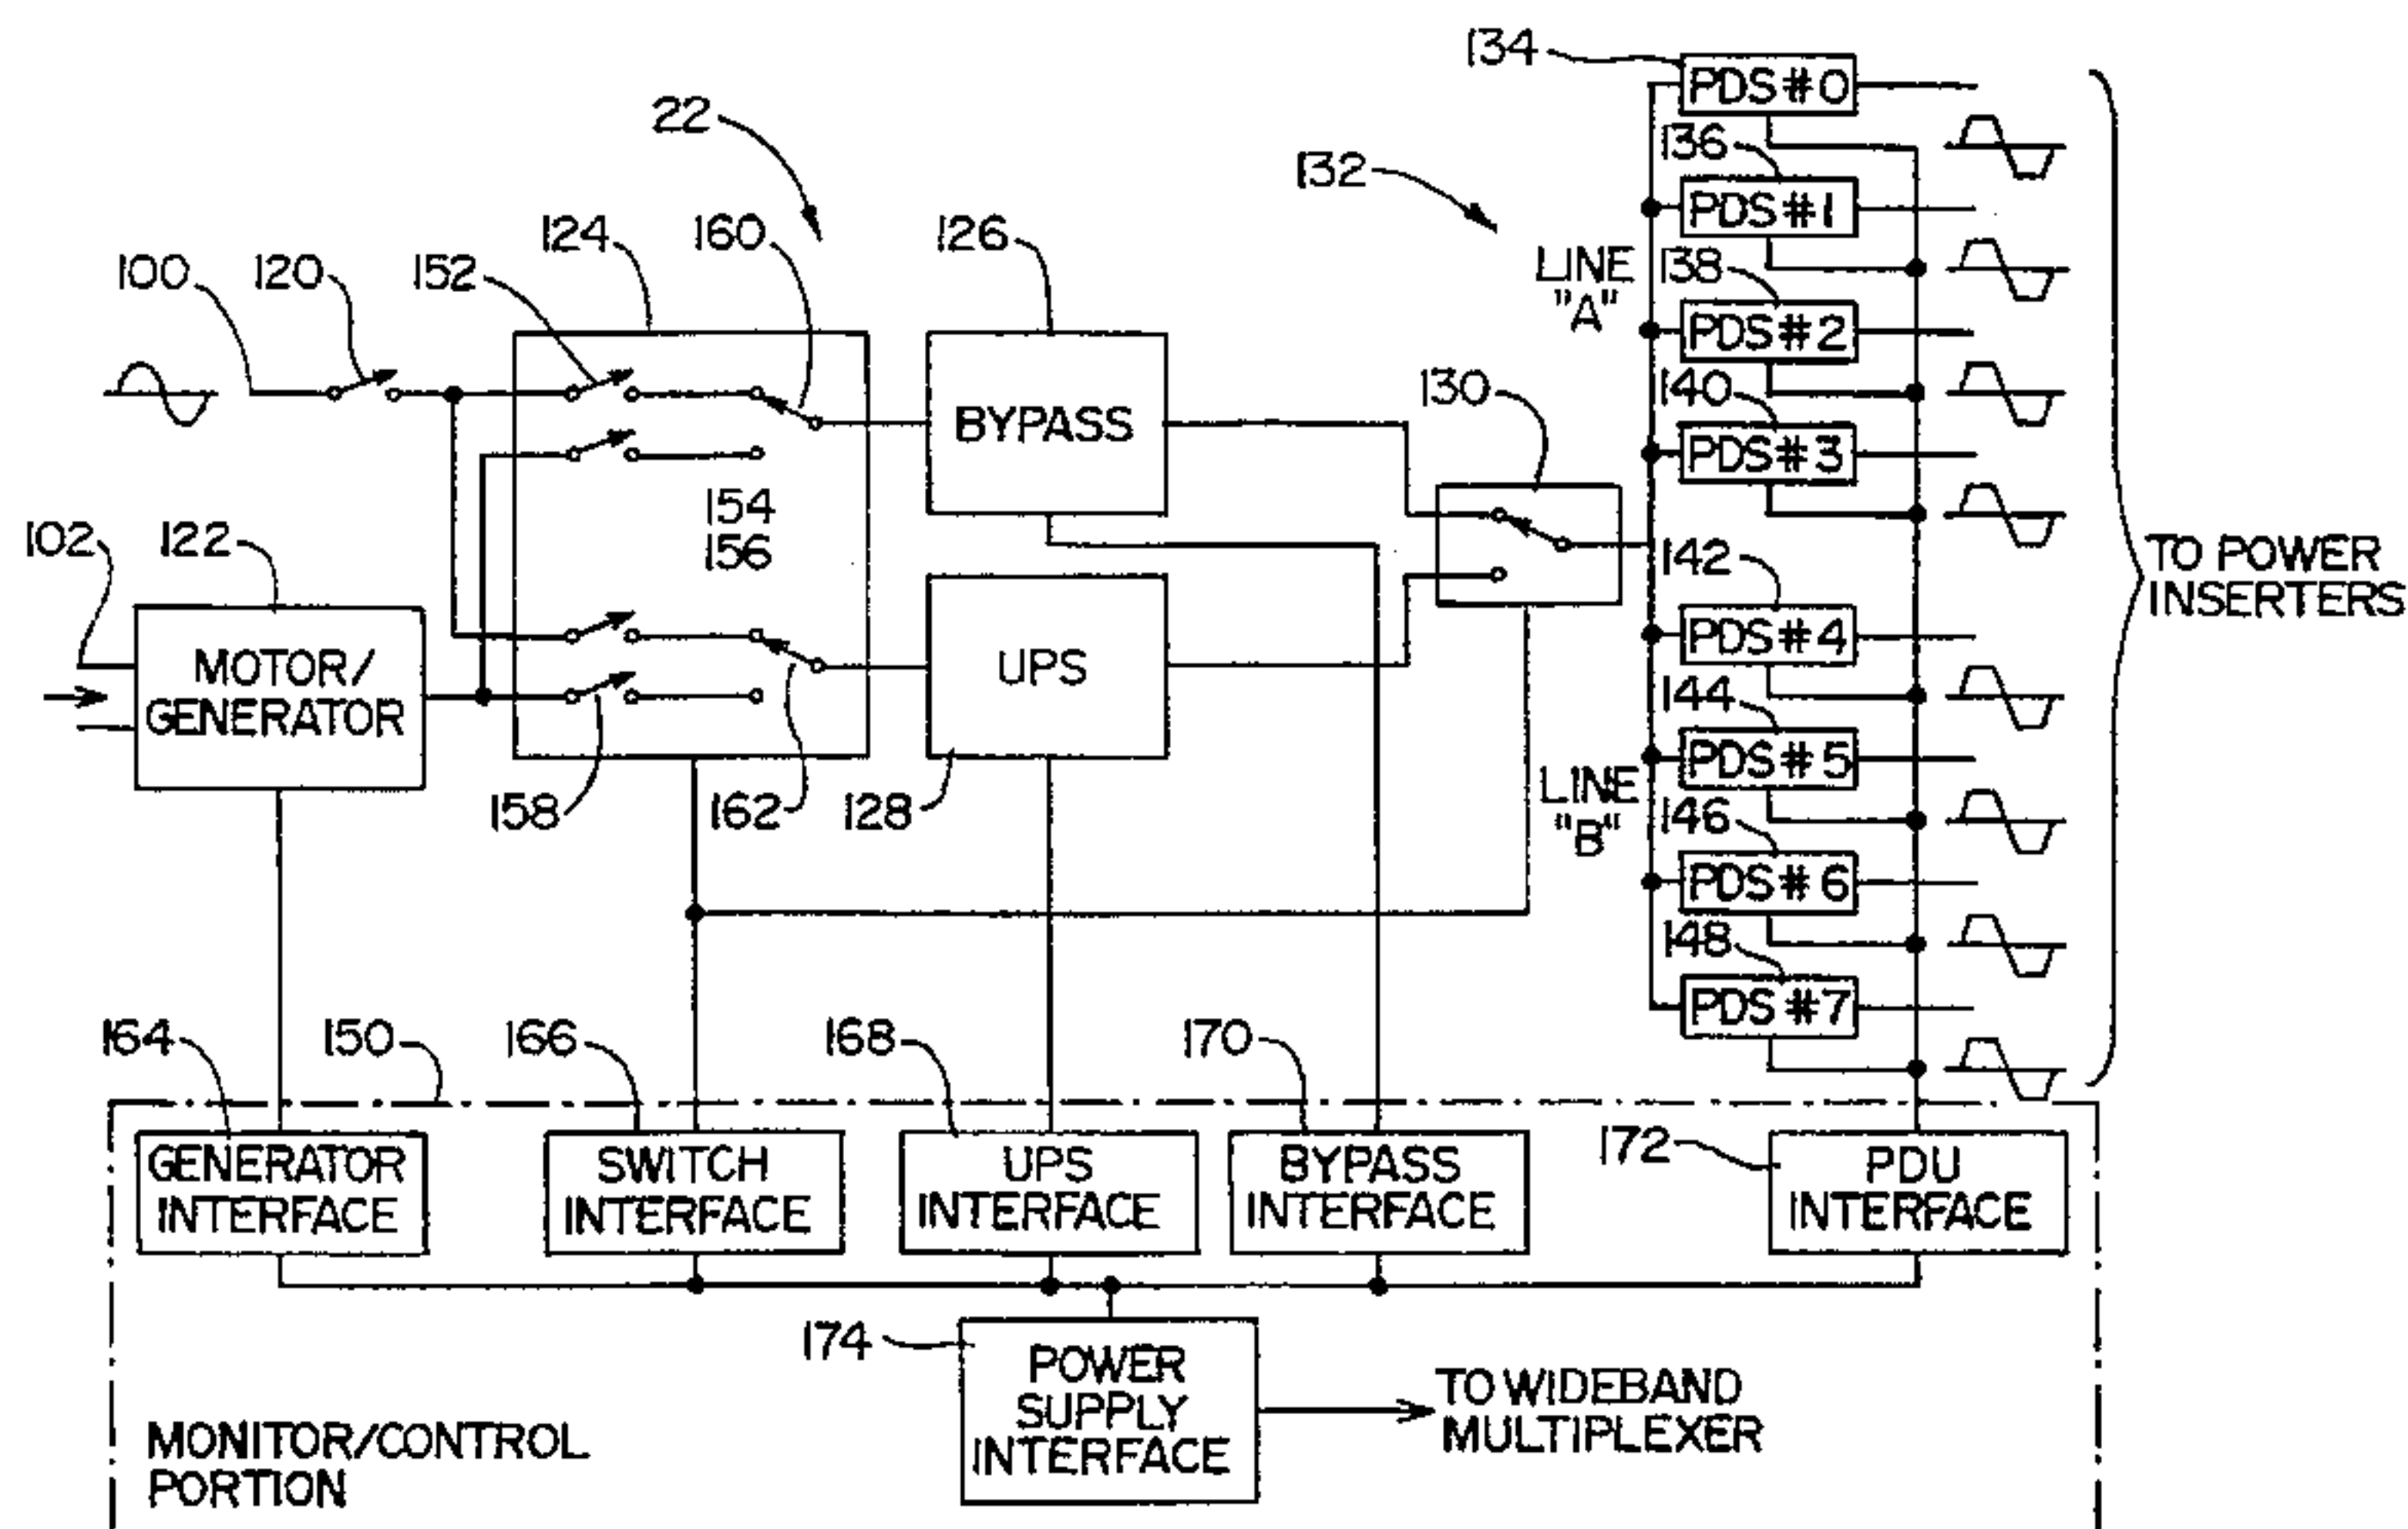 134
PDS #0
22
136
132
PDS #1
124
160
126
LINE
"A"
138
100
120
152
PDS #2
130
140
BYPASS
PDS #3
154
156
102
122
142
TO POWER
INSERTERS
PDS #4
MOTOR/
GENERATOR
UPS
144
PDS #5
LINE
"B"
158
162
128
146
PDS #6
148
PDS #7
164
150
166
168
170
172
GENERATOR
INTERFACE
SWITCH
INTERFACE
UPS
INTERFACE
BYPASS
INTERFACE
PDU
INTERFACE
174
POWER
SUPPLY
INTERFACE
TO WIDEBAND
MULTIPLEXER
MONITOR/CONTROL
PORTION